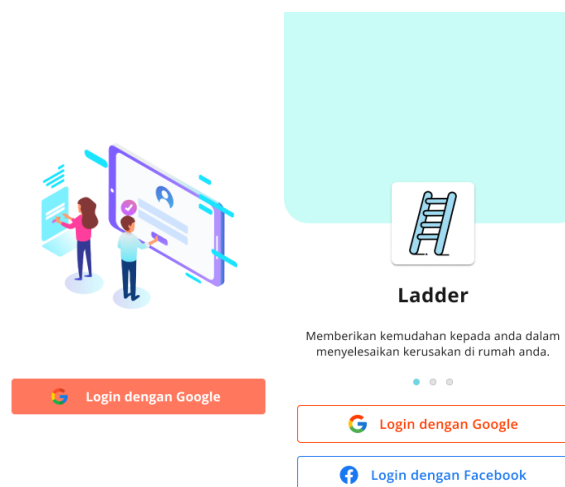 Login dengan Google
Ladder
Memberikan kemudahan kepada anda dalam
menyelesaikan kerusakan di rumah anda.
Login dengan Google
Login dengan Facebook